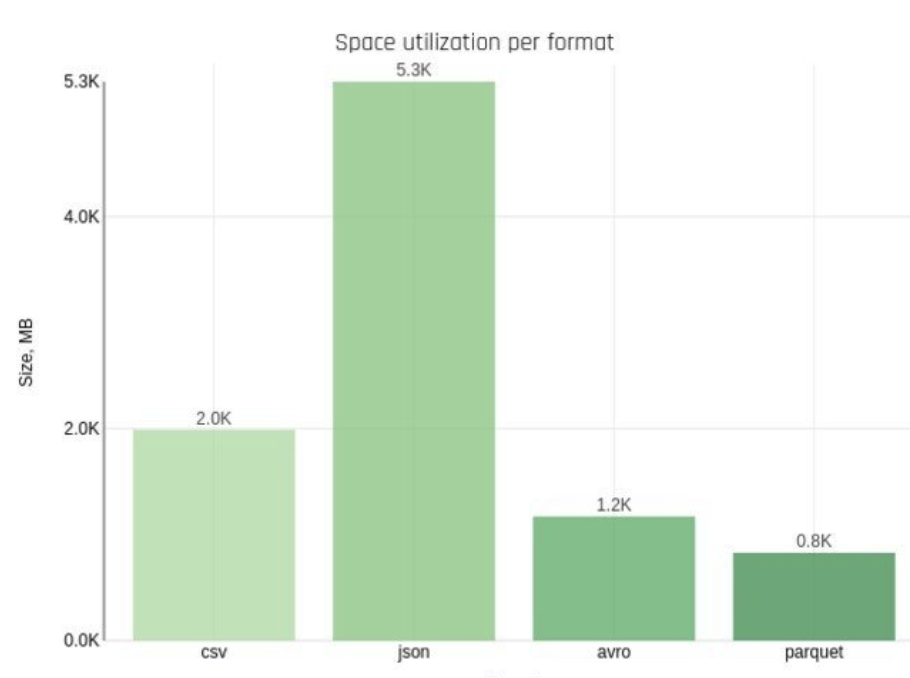 Space utilization per format
5.3K
5.3K
4.0K
Size, MB
2.0K
2.0K
1.2K
0.8K
0.0K
csv json avro parquet